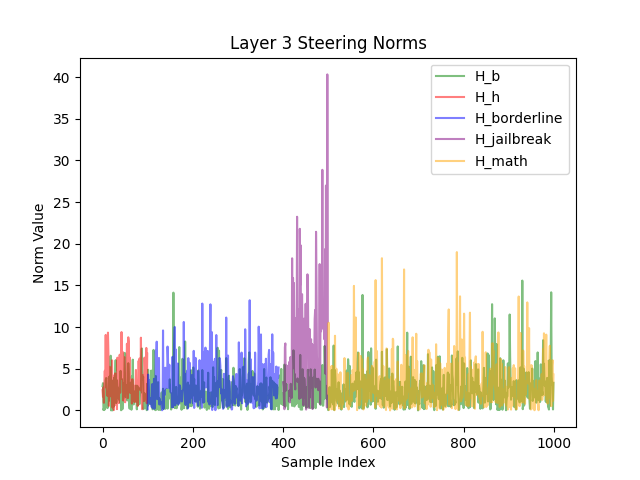 Layer 3 Steering Norms
Norm Value
40
35
30
25
20
15
10
5
0
H_b
H_h
H_borderline
H_jailbreak
H_math
0 200 400 600 800 1000
Sample Index